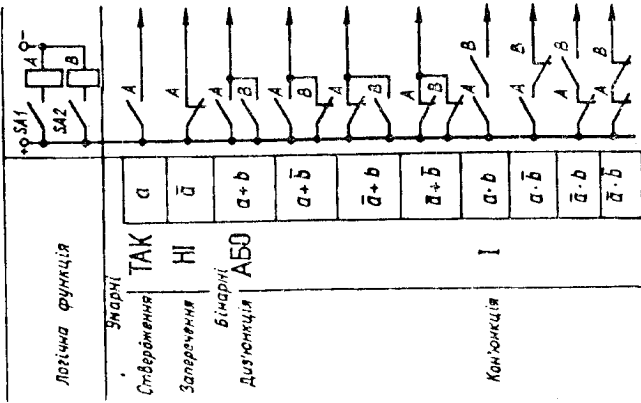 Логічна функція
+ SA1 A -
SA2 B
Унарні
Ствердження ТАК a A
Заперечення НІ ā A
Бінарні
Диз'юнкція АБО a+b A B
a+b̄ A B
ā+b A B
ā+b̄ A B
Кон'юнкція І a·b A B
a·b̄ A B
ā·b A B
ā·b̄ A B